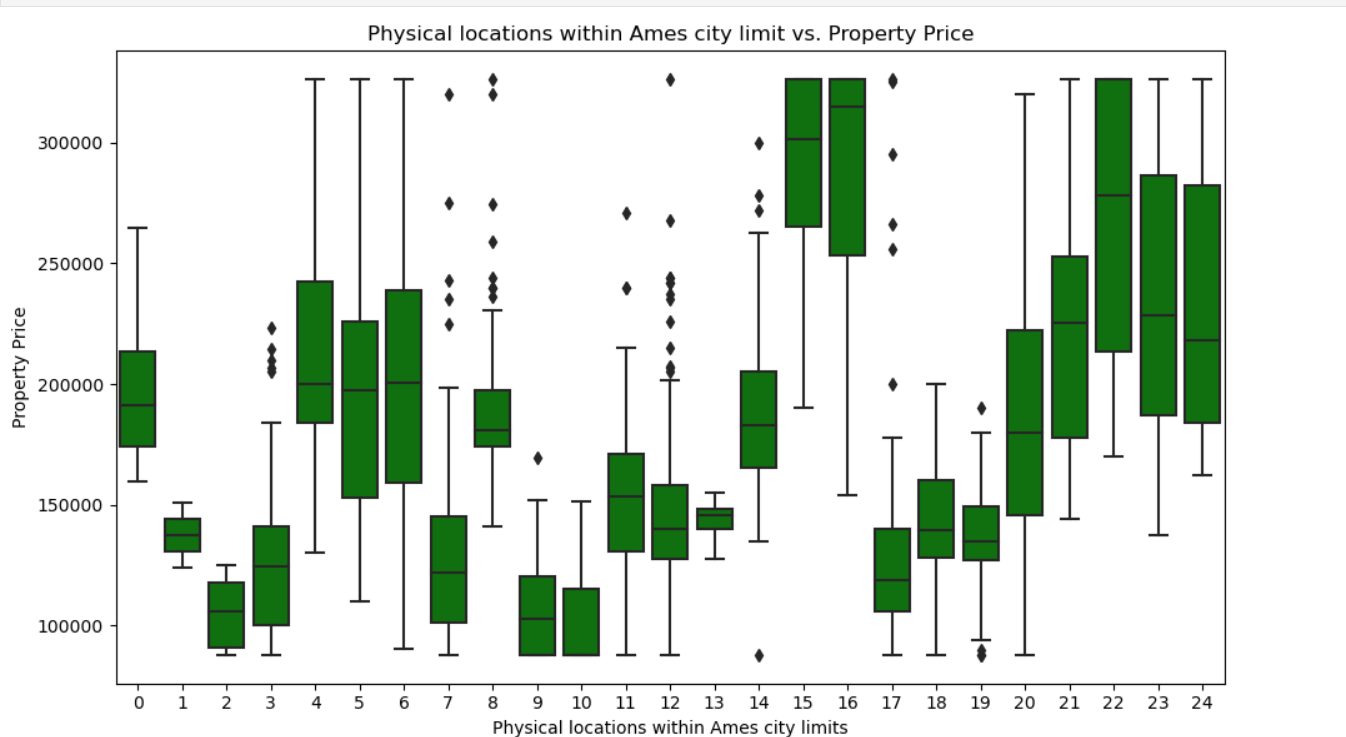 Physical locations within Ames city limit vs. Property Price
Property Price
300000
250000
200000
150000
100000
0 1 2 3 4 5 6 7 8 9 10 11 12 13 14 15 16 17 18 19 20 21 22 23 24
Physical locations within Ames city limits